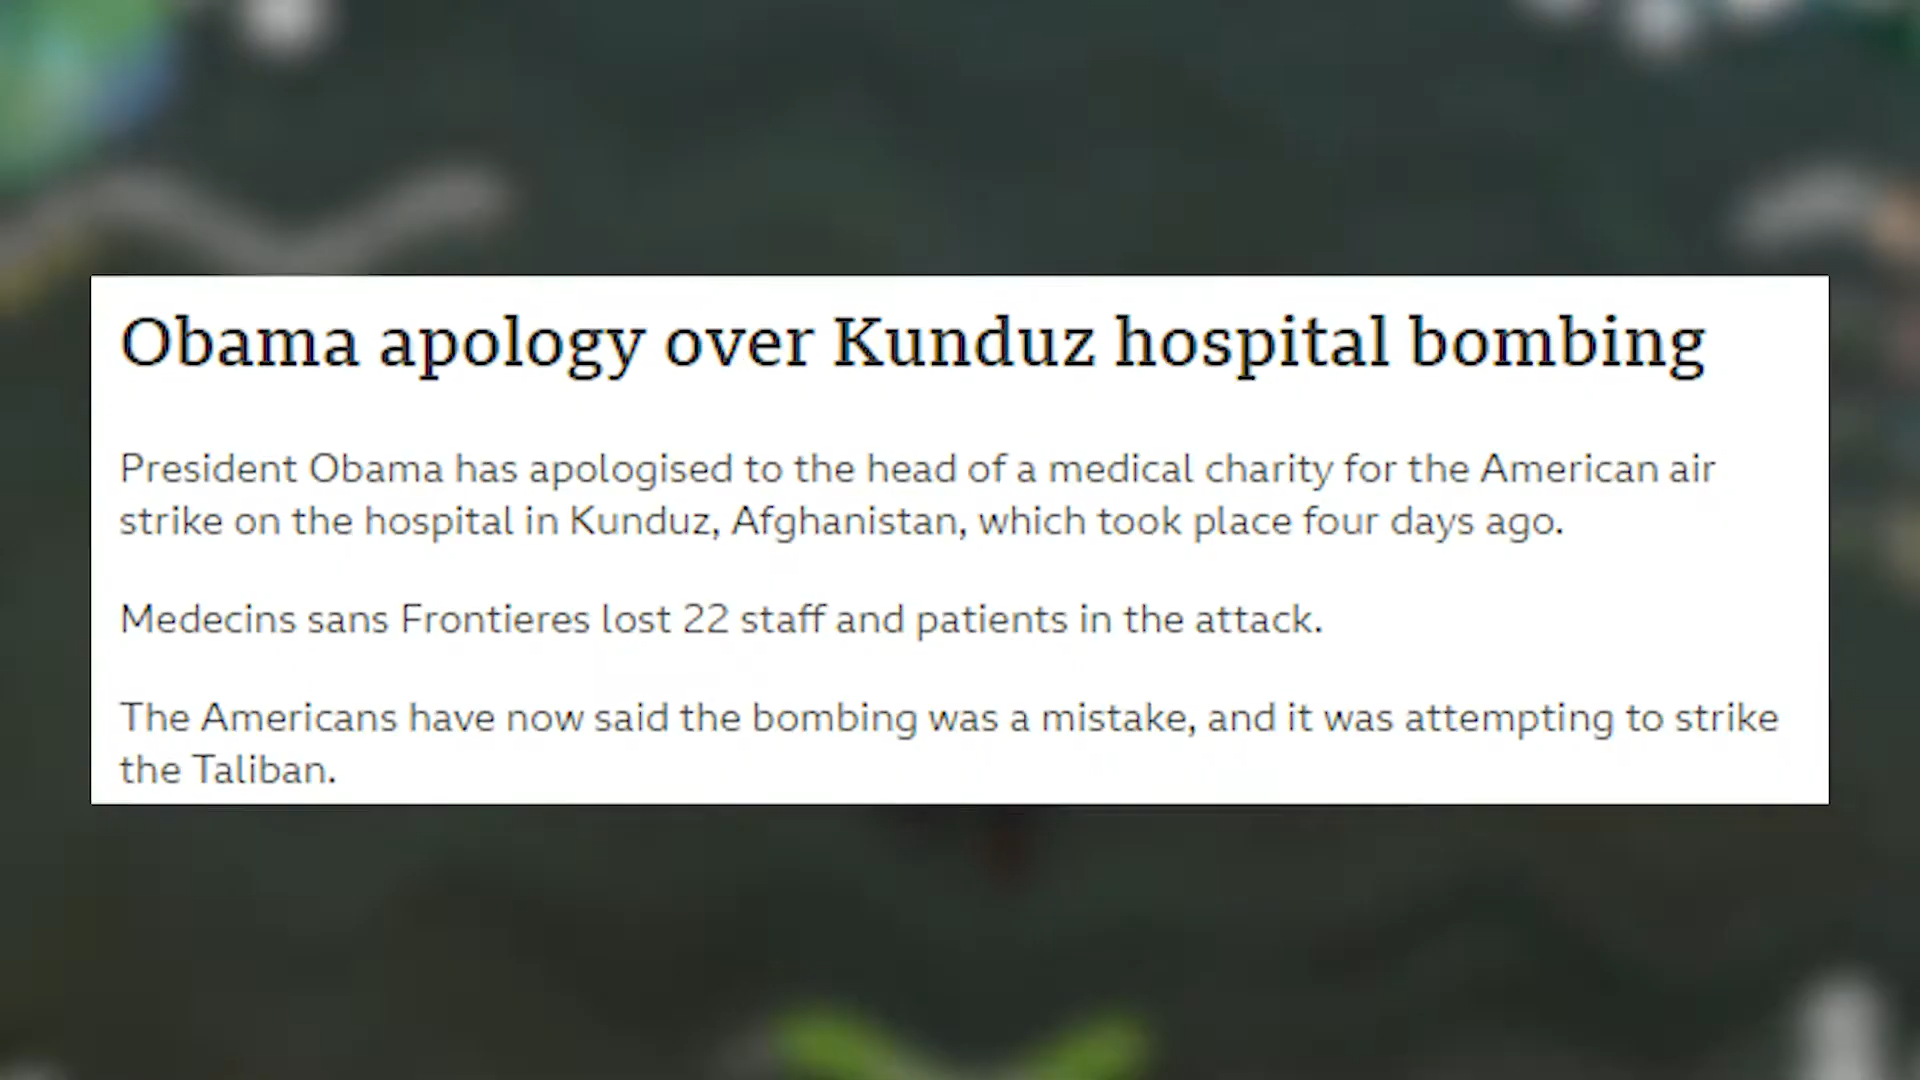 Obama apology over Kunduz hospital bombing
President Obama has apologised to the head of a medical charity for the American air
strike on the hospital in Kunduz, Afghanistan, which took place four days ago.
Medecins sans Frontieres lost 22 staff and patients in the attack.
The Americans have now said the bombing was a mistake, and it was attempting to strike
the Taliban.